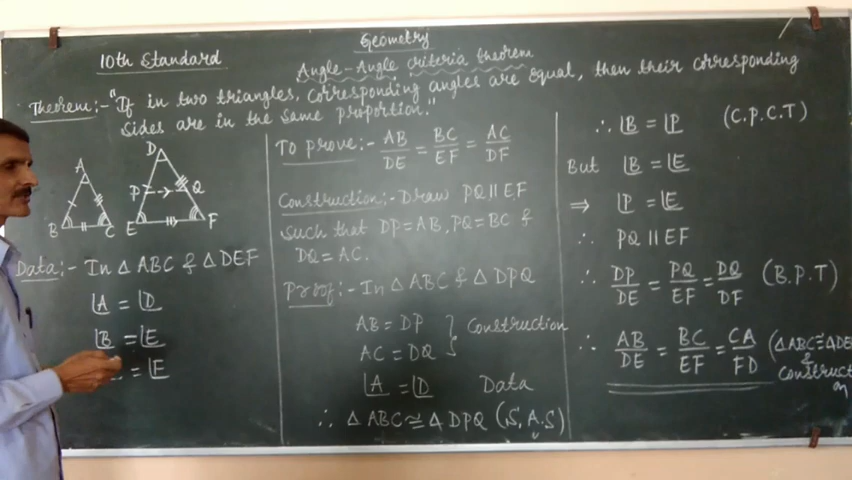 Geometry
10th Standard
Angle-Angle criteria theorem
Theorem:- "If in two triangles, corresponding angles are equal, then their corresponding
sides are in the same proportion."
A
B C
D
P Q
E F
Data:- In △ABC & △DEF
∠A = ∠D
∠B = ∠E
= ∠E
To prove:- AB/DE = BC/EF = AC/DF
Construction:- Draw PQ ∥ EF
such that DP=AB, PQ=BC &
DQ = AC.
Proof:- In △ABC & △DPQ
AB = DP
AC = DQ } Construction
∠A = ∠D Data
∴ △ABC ≅ △DPQ (S.A.S)
∴ ∠B = ∠P (C.P.C.T)
But ∠B = ∠E
⇒ ∠P = ∠E
∴ PQ ∥ EF
∴ DP/DE = PQ/EF = DQ/DF (B.P.T)
∴ AB/DE = BC/EF = CA/FD (△ABC≅△DE
&
Construct
on